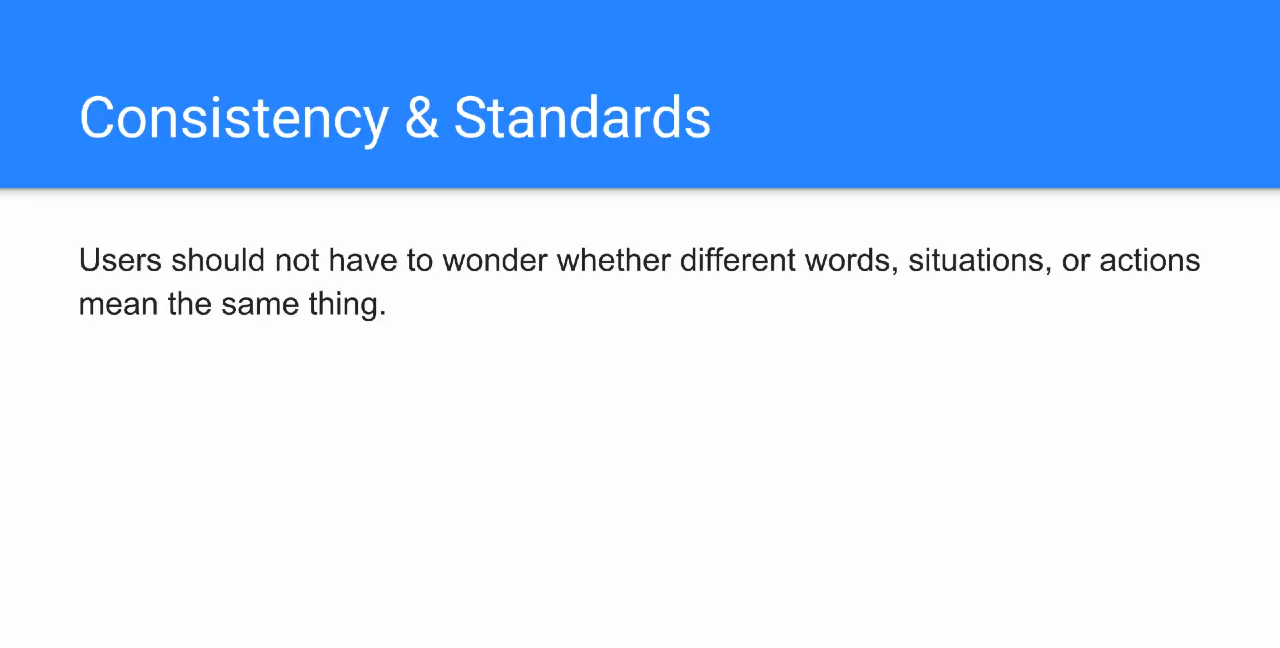 Consistency & Standards
Users should not have to wonder whether different words, situations, or actions
mean the same thing.